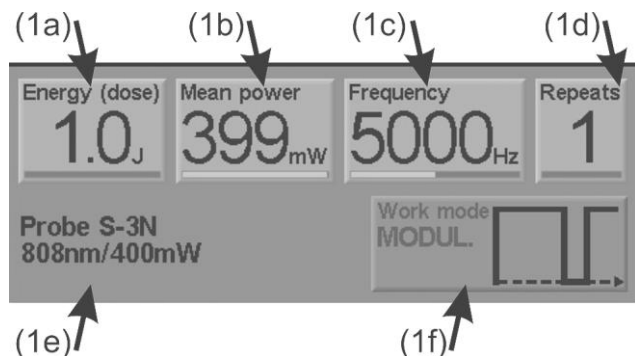 (1a) (1b) (1c) (1d)
Energy (dose) Mean power Frequency Repeats
1.0J 399mW 5000Hz 1
Probe S-3N Work mode
808nm/400mW MODUL.
(1e) (1f)